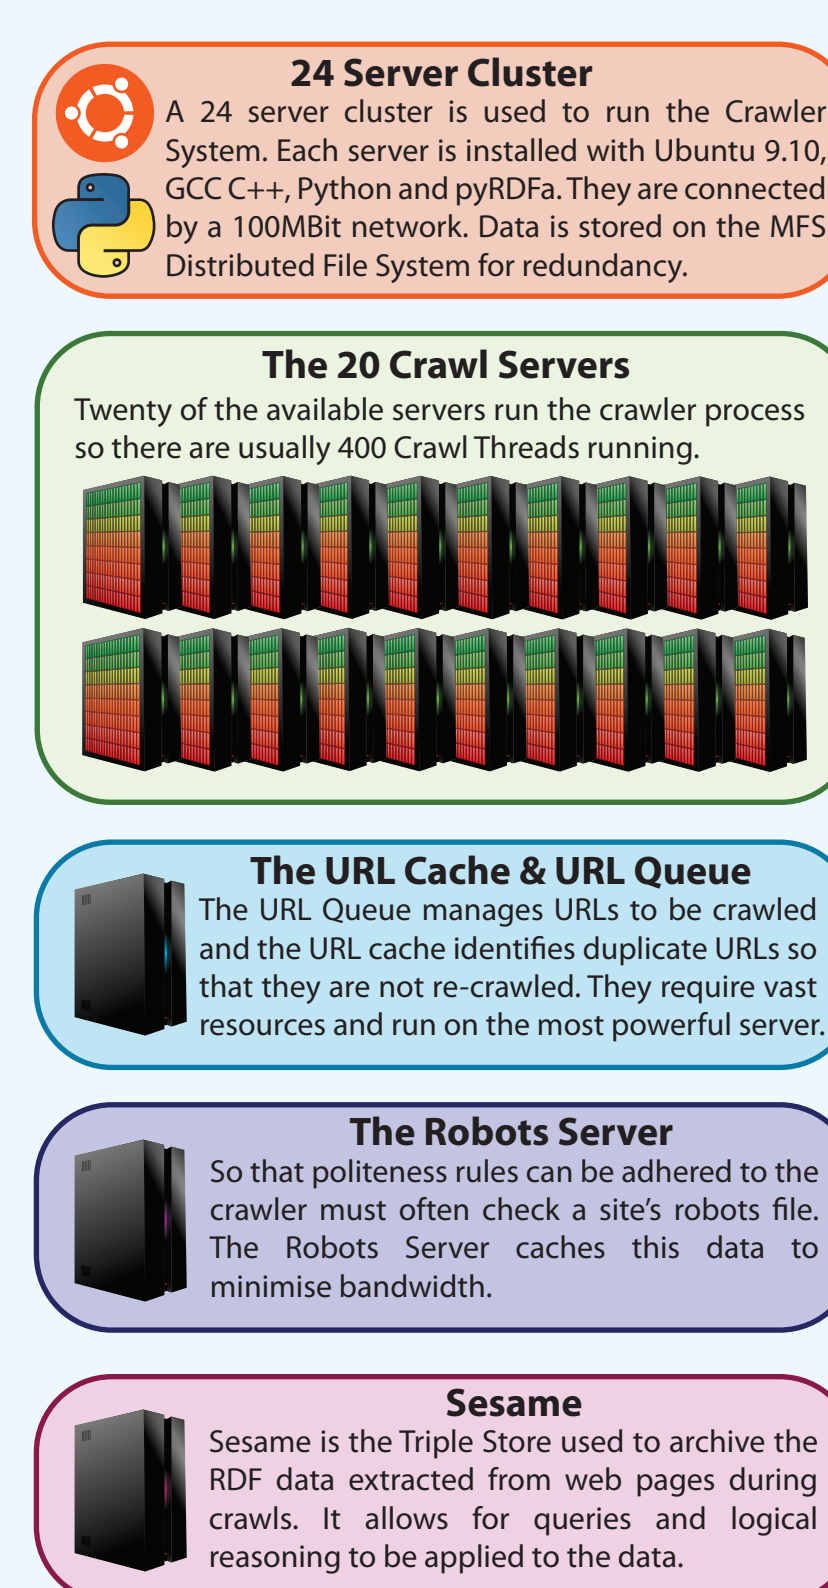 24 Server Cluster
A 24 server cluster is used to run the Crawler
System. Each server is installed with Ubuntu 9.10,
GCC C++, Python and pyRDFa. They are connected
by a 100MBit network. Data is stored on the MFS
Distributed File System for redundancy.
The 20 Crawl Servers
Twenty of the available servers run the crawler process
so there are usually 400 Crawl Threads running.
The URL Cache & URL Queue
The URL Queue manages URLs to be crawled
and the URL cache identifies duplicate URLs so
that they are not re-crawled. They require vast
resources and run on the most powerful server.
The Robots Server
So that politeness rules can be adhered to the
crawler must often check a site’s robots file.
The Robots Server caches this data to
minimise bandwidth.
Sesame
Sesame is the Triple Store used to archive the
RDF data extracted from web pages during
crawls. It allows for queries and logical
reasoning to be applied to the data.